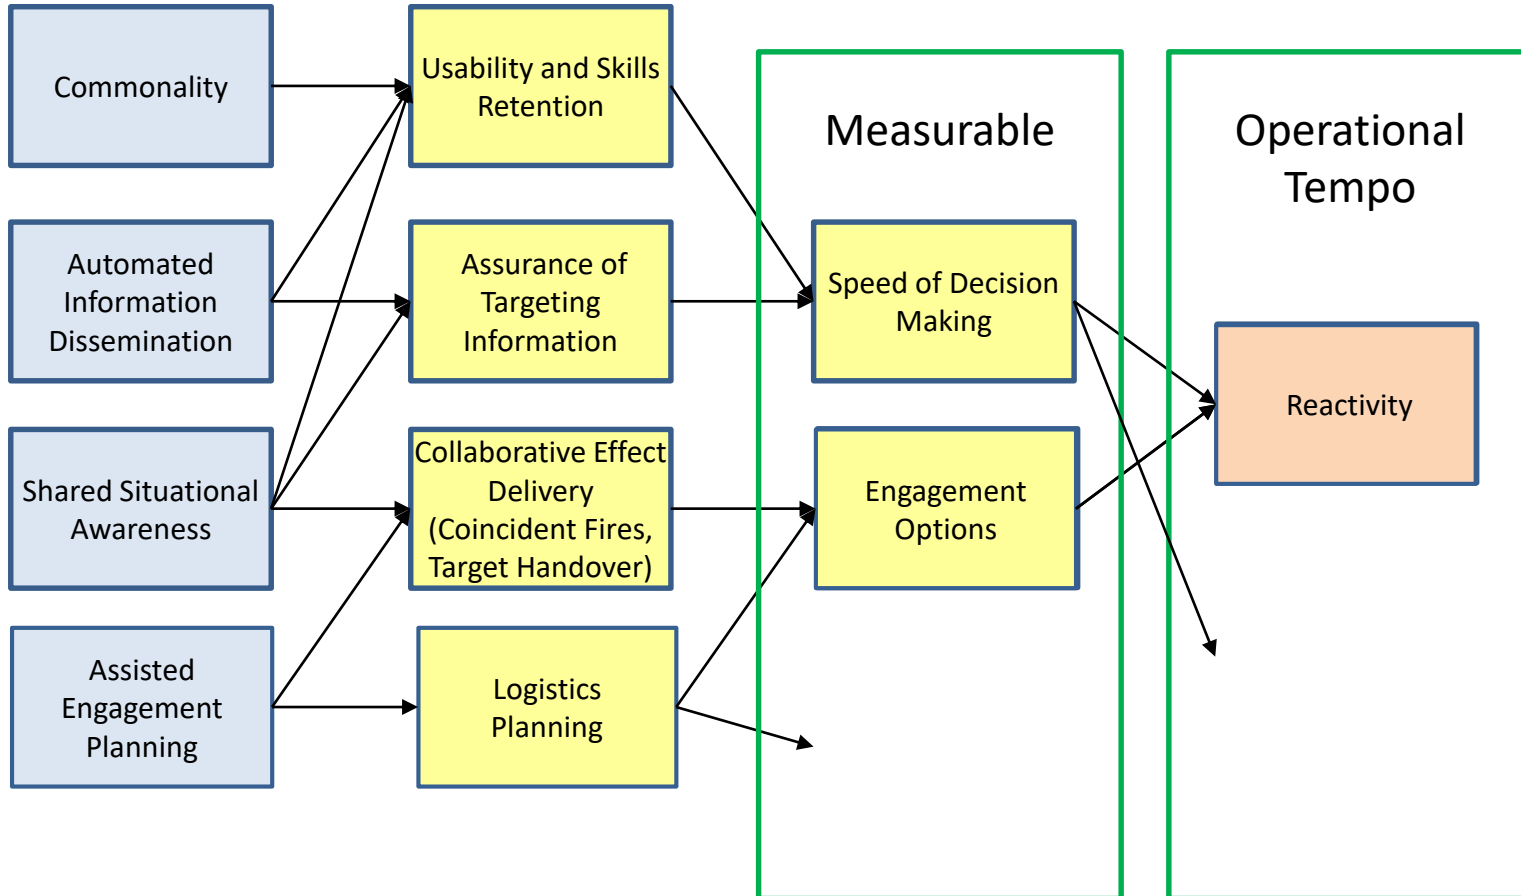 Commonality
Usability and Skills
Retention
Measurable
Operational
Tempo
Automated
Information
Dissemination
Assurance of
Targeting
Information
Speed of Decision
Making
Reactivity
Shared Situational
Awareness
Collaborative Effect
Delivery
(Coincident Fires,
Target Handover)
Engagement
Options
Assisted
Engagement
Planning
Logistics
Planning